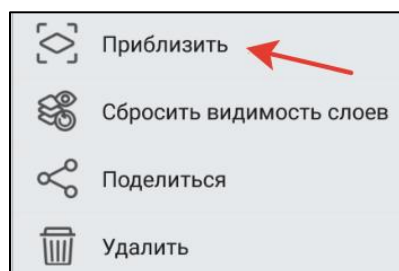 Приблизить
Сбросить видимость слоев
Поделиться
Удалить